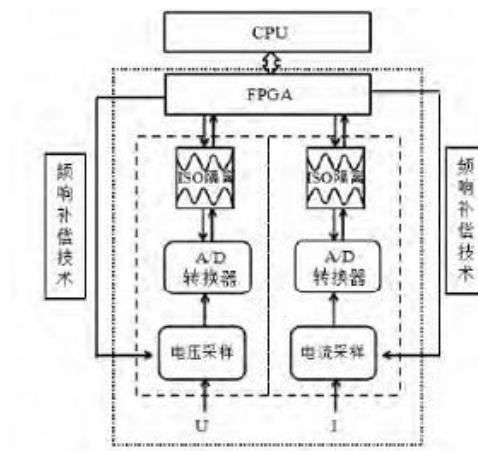 CPU
FPGA
ISO隔离
ISO隔离
频响补偿技术
频响补偿技术
A/D
转换器
A/D
转换器
电压采样
电流采样
U
I